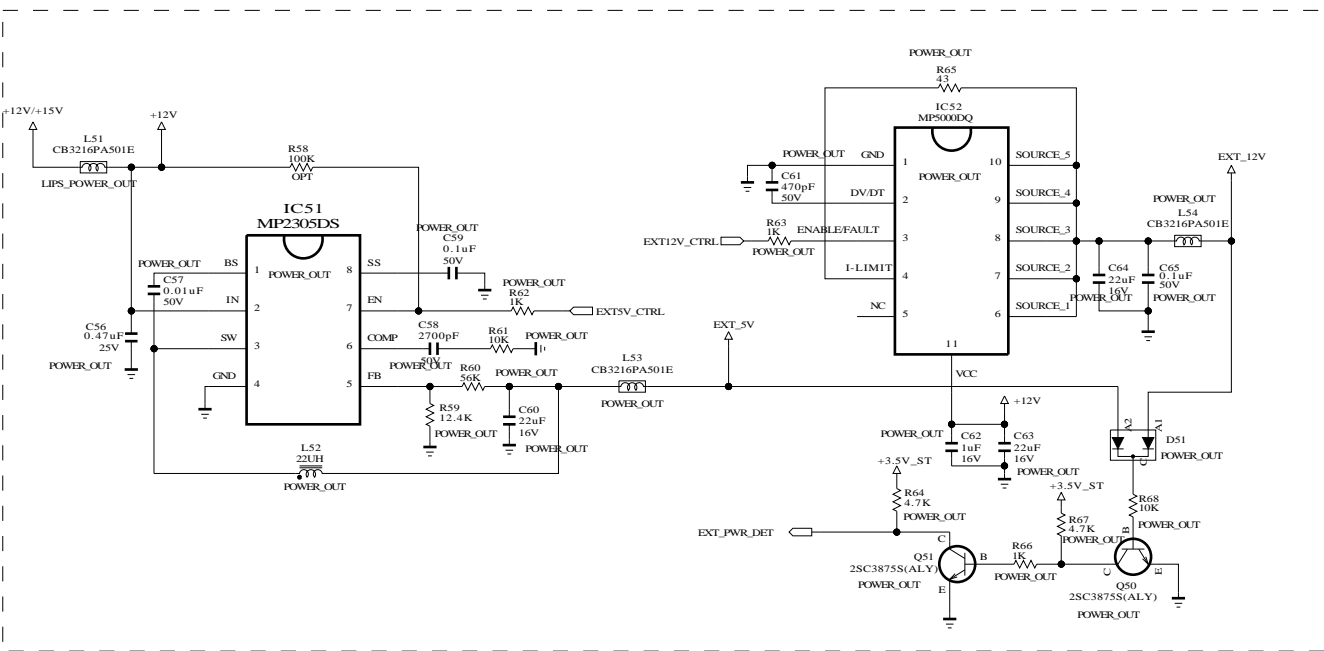 +12V/+15V
L51
CB3216PA501E
LIPS_POWER_OUT
+12V
R58
100K
OPT
IC51
MP2305DS
POWER_OUT
BS
1
IN
2
SW
3
GND
4
8
SS
7
EN
6
COMP
5
FB
POWER_OUT
C57
0.01uF
50V
C56
0.47uF
25V
POWER_OUT
POWER_OUT
C59
0.1uF
50V
R62
1K
EXT5V_CTRL
C58
2700pF
50V
POWER_OUT
R61
10K
POWER_OUT
R60
56K
POWER_OUT
R59
12.4K
POWER_OUT
C60
22uF
16V
POWER_OUT
L52
22UH
POWER_OUT
L53
CB3216PA501E
POWER_OUT
EXT_5V
POWER_OUT
R65
43
IC52
MP5000DQ
POWER_OUT
GND
1
DV/DT
2
ENABLE/FAULT
3
I-LIMIT
4
NC
5
10
SOURCE_5
9
SOURCE_4
8
SOURCE_3
7
SOURCE_2
6
SOURCE_1
11
VCC
POWER_OUT
C61
470pF
50V
EXT12V_CTRL
R63
1K
POWER_OUT
EXT_12V
POWER_OUT
L54
CB3216PA501E
C64
22uF
16V
POWER_OUT
C65
0.1uF
50V
POWER_OUT
+12V
POWER_OUT
C62
1uF
16V
C63
22uF
16V
POWER_OUT
A2
A1
C
D51
POWER_OUT
+3.5V_ST
R64
4.7K
POWER_OUT
EXT_PWR_DET
+3.5V_ST
R67
4.7K
POWER_OUT
R68
10K
POWER_OUT
C
B
E
Q51
2SC3875S(ALY)
POWER_OUT
R66
1K
POWER_OUT
B
C
E
Q50
2SC3875S(ALY)
POWER_OUT